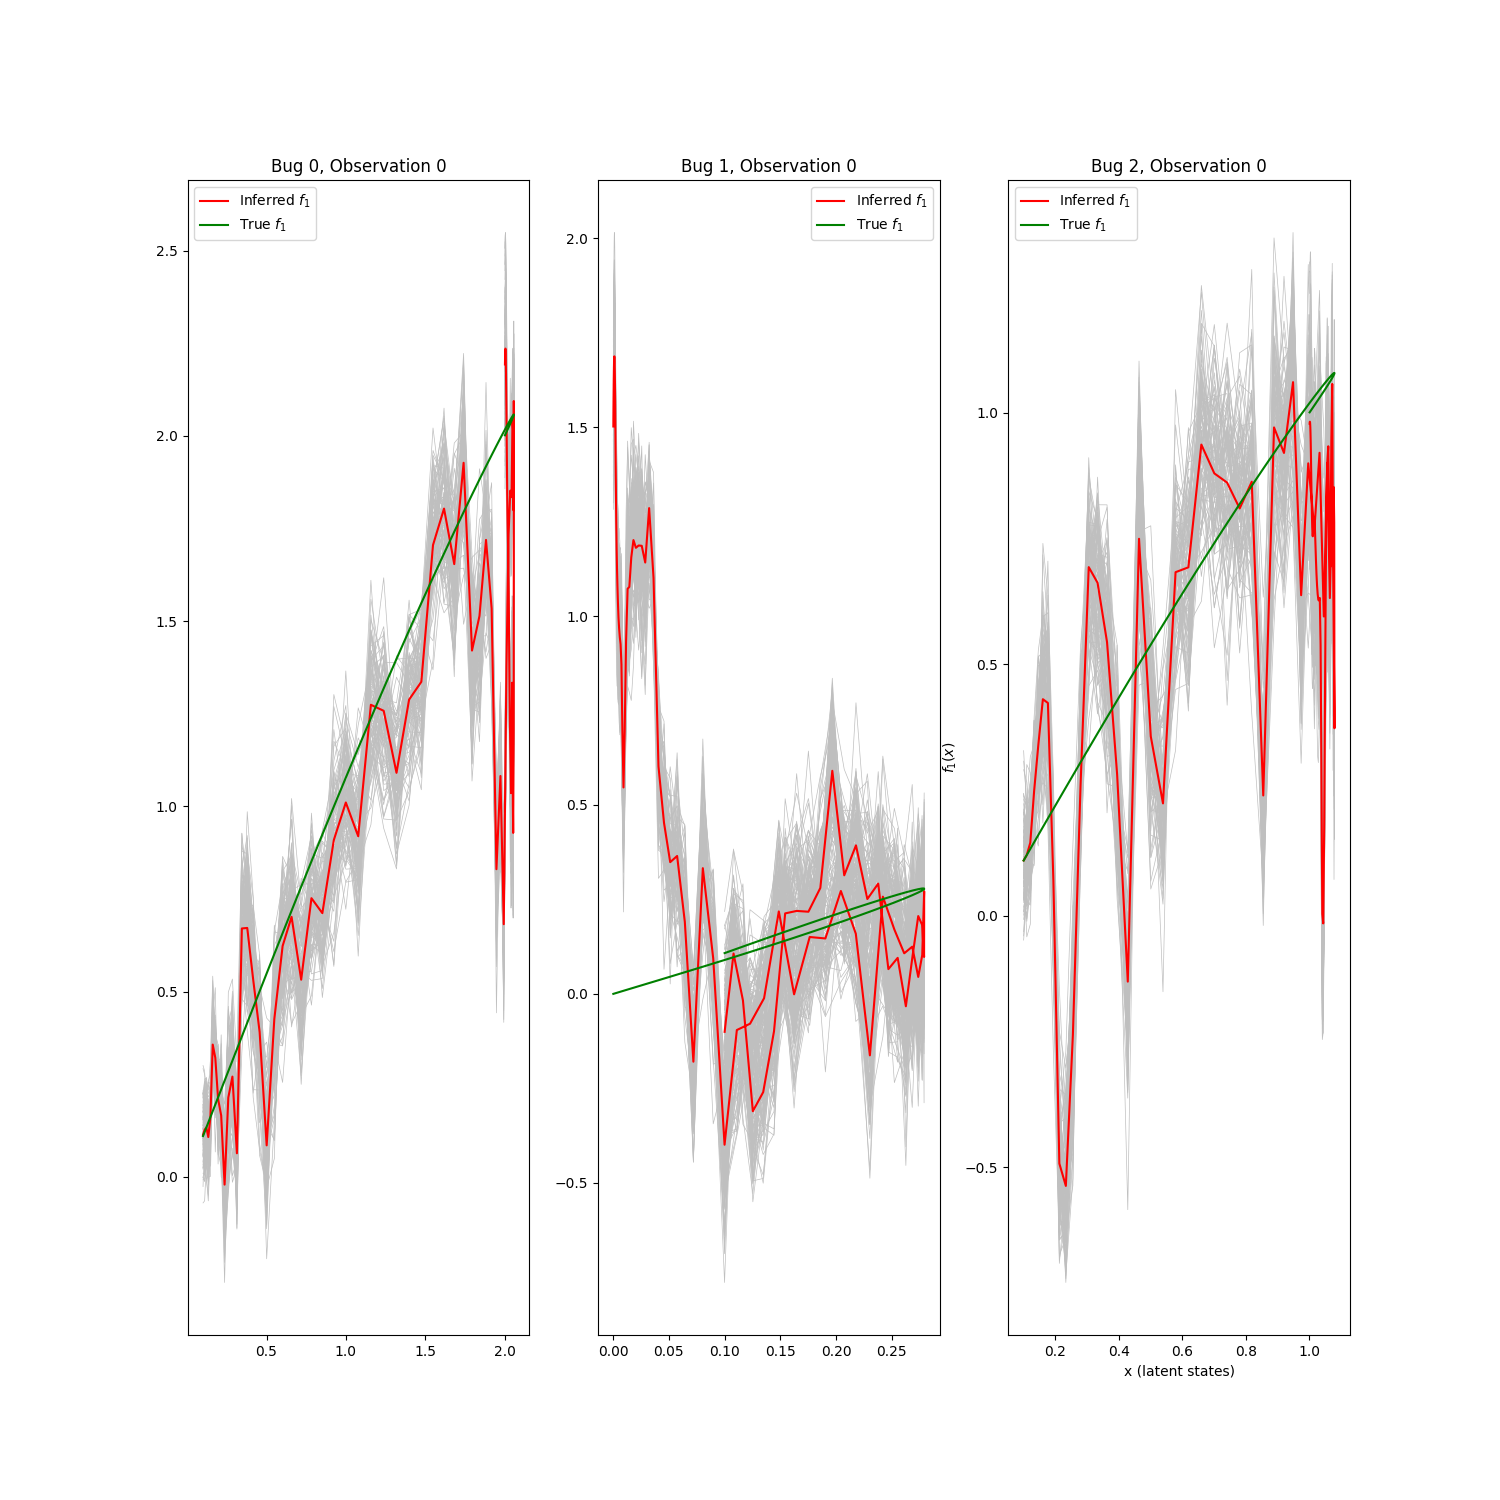 Bug 0, Observation 0
Inferred f₁
True f₁
2.5
2.0
1.5
1.0
0.5
0.0
0.5 1.0 1.5 2.0
Bug 1, Observation 0
Inferred f₁
True f₁
2.0
1.5
1.0
0.5
0.0
−0.5
0.00 0.05 0.10 0.15 0.20 0.25
Bug 2, Observation 0
Inferred f₁
True f₁
f₁(x)
1.0
0.5
0.0
−0.5
0.2 0.4 0.6 0.8 1.0
x (latent states)